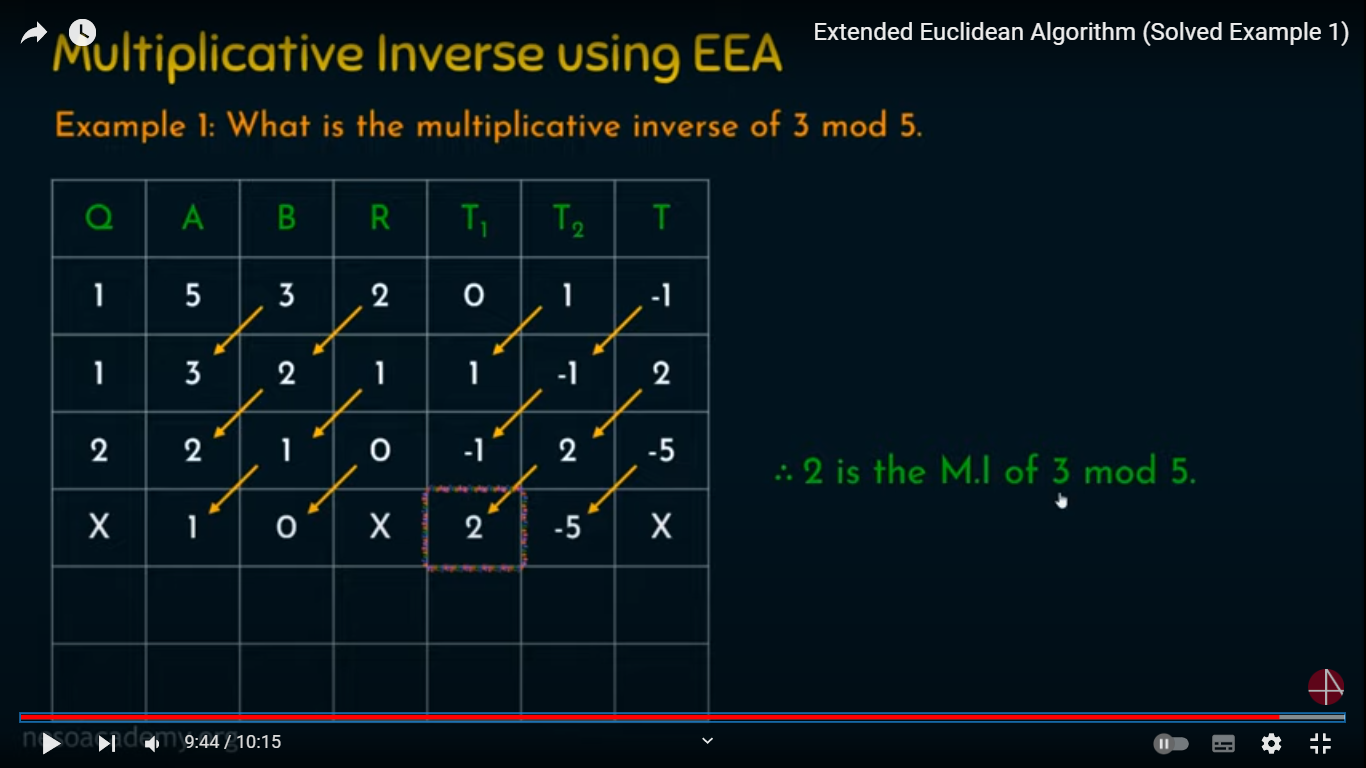 Extended Euclidean Algorithm (Solved Example 1)
Multiplicative Inverse using EEA
Example 1: What is the multiplicative inverse of 3 mod 5.
Q A B R T₁ T₂ T
1 5 3 2 0 1 -1
1 3 2 1 1 -1 2
2 2 1 0 -1 2 -5
X 1 0 X 2 -5 X
∴ 2 is the M.I of 3 mod 5.
nesoacademy.org
9:44 / 10:15